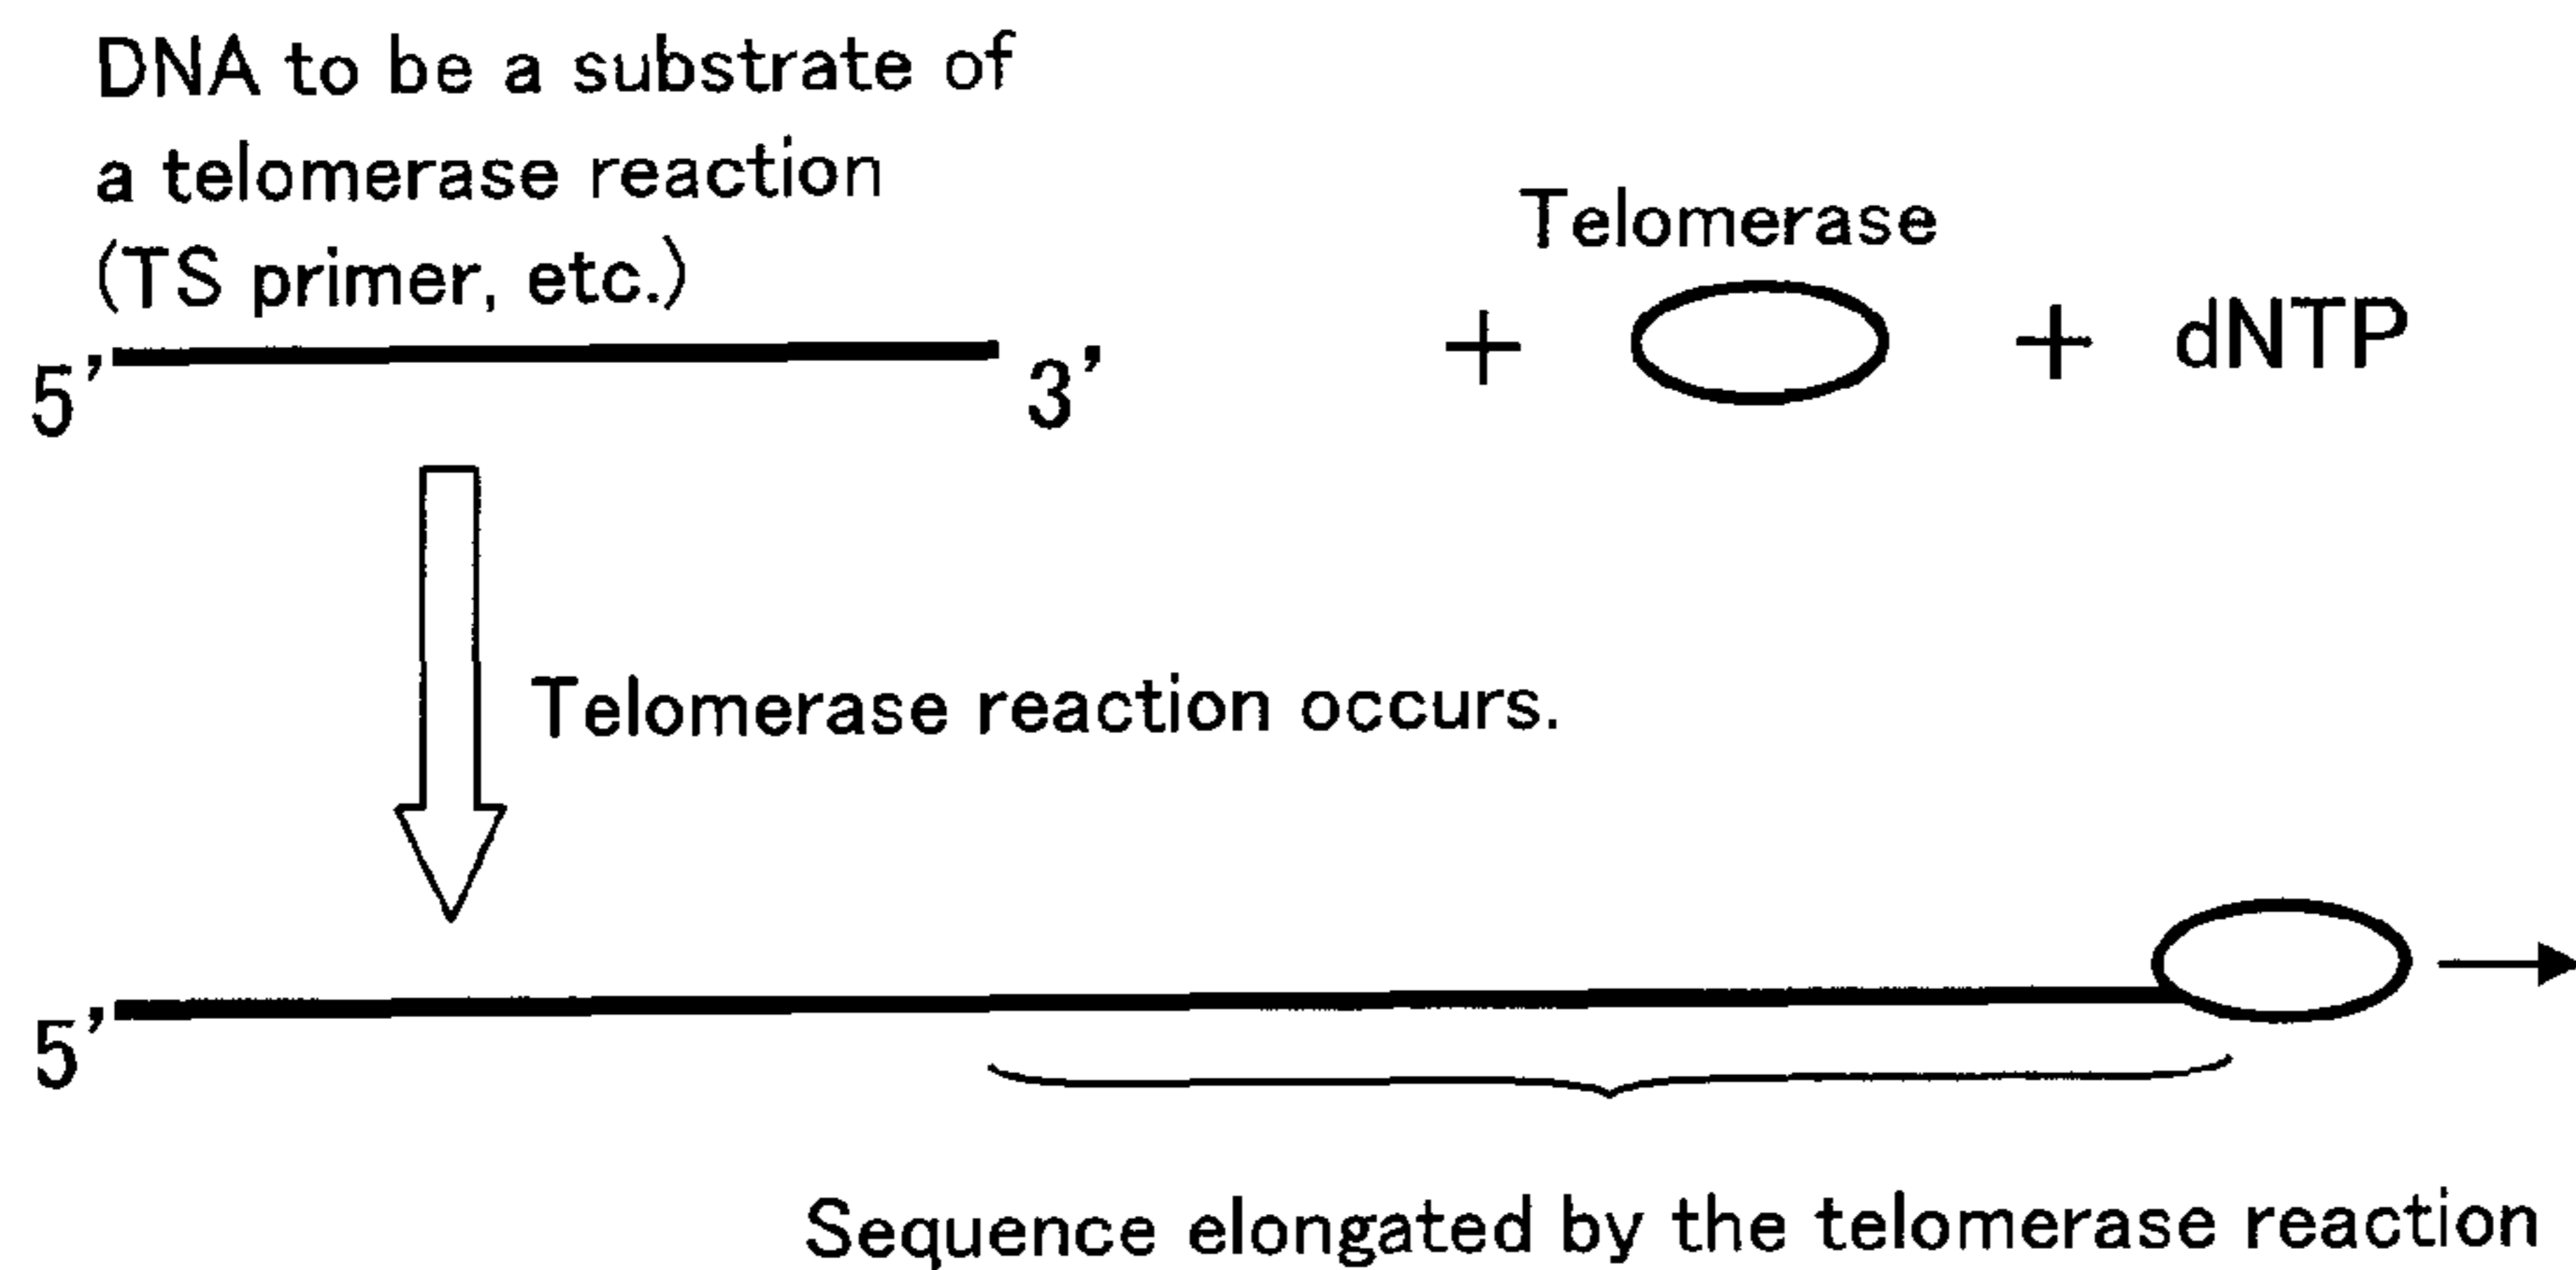 DNA to be a substrate of
a telomerase reaction
(TS primer, etc.)
Telomerase
5' 3' + + dNTP
Telomerase reaction occurs.
5'
Sequence elongated by the telomerase reaction